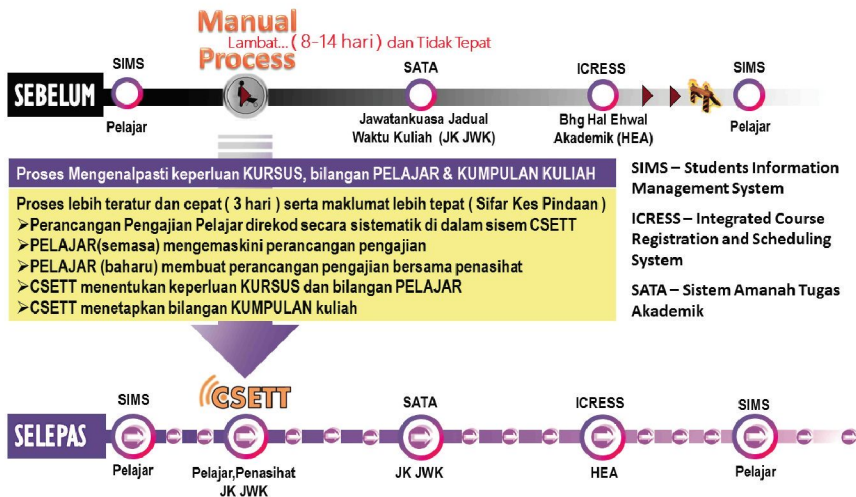 Manual
Lambat...( 8-14 hari ) dan Tidak Tepat
Process
SIMS
SATA
ICRESS
SIMS
SEBELUM
Pelajar
Jawatankuasa Jadual
Waktu Kuliah (JK JWK)
Bhg Hal Ehwal
Akademik (HEA)
Pelajar
Proses Mengenalpasti keperluan KURSUS, bilangan PELAJAR & KUMPULAN KULIAH
Proses lebih teratur dan cepat ( 3 hari ) serta maklumat lebih tepat ( Sifar Kes Pindaan )
➢Perancangan Pengajian Pelajar direkod secara sistematik di dalam sisem CSETT
➢PELAJAR(semasa) mengemaskini perancangan pengajian
➢PELAJAR (baharu) membuat perancangan pengajian bersama penasihat
➢CSETT menentukan keperluan KURSUS dan bilangan PELAJAR
➢CSETT menetapkan bilangan KUMPULAN kuliah
SIMS – Students Information
Management System
ICRESS – Integrated Course
Registration and Scheduling
System
SATA – Sistem Amanah Tugas
Akademik
SIMS
CSETT
SATA
ICRESS
SIMS
SELEPAS
Pelajar
Pelajar,Penasihat
JK JWK
JK JWK
HEA
Pelajar